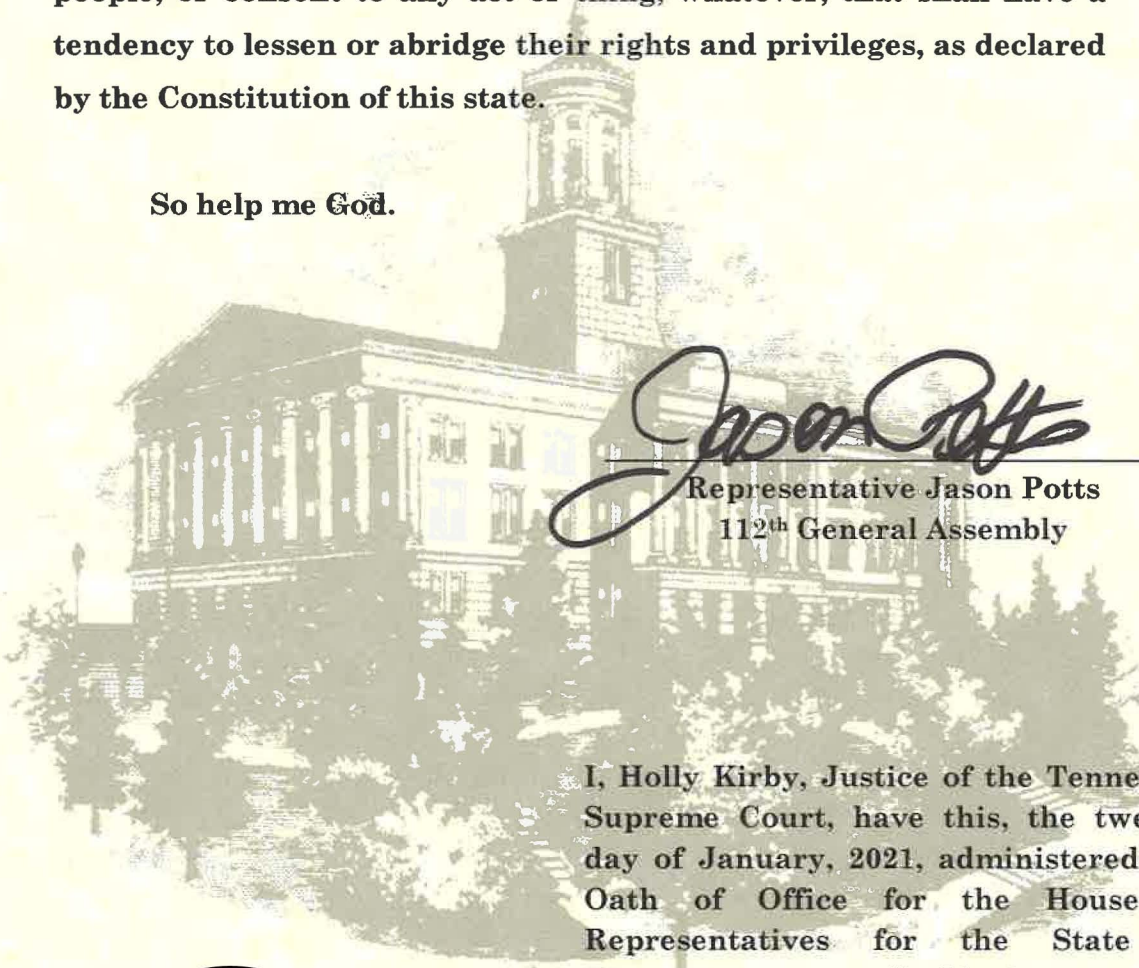 tendency to lessen or abridge their rights and privileges, as declared
by the Constitution of this state.
So help me God.
Jason Potts
Representative Jason Potts
112th General Assembly
I, Holly Kirby, Justice of the Tenne
Supreme Court, have this, the twe
day of January, 2021, administered
Oath of Office for the House
Representatives for the State